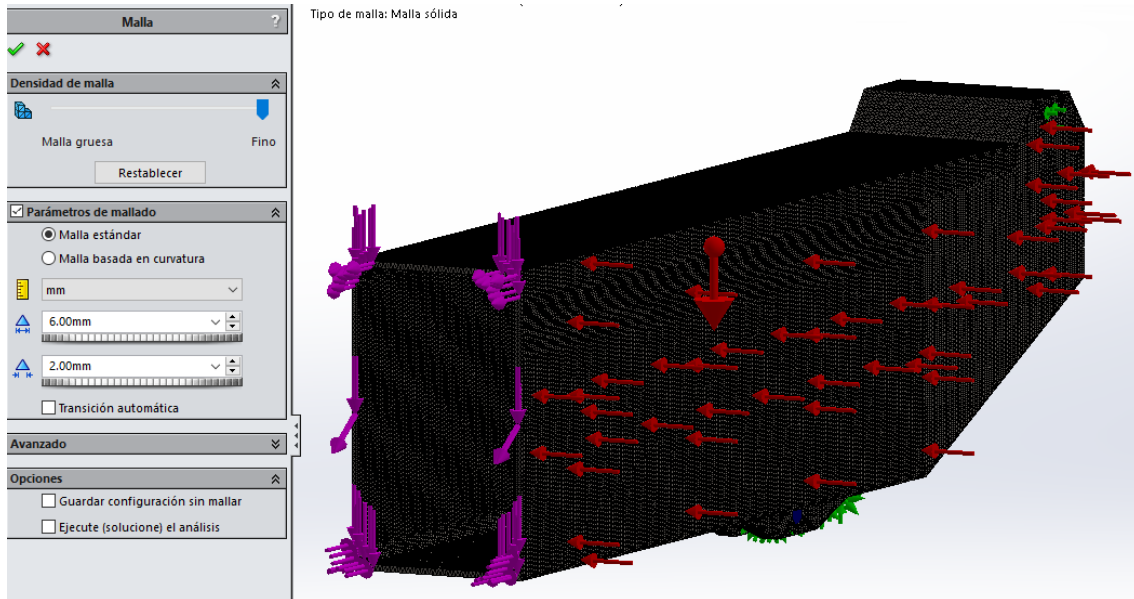 Malla
?
Tipo de malla: Malla sólida
Densidad de malla
Malla gruesa
Fino
Restablecer
Parámetros de mallado
Malla estándar
Malla basada en curvatura
mm
6.00mm
2.00mm
Transición automática
Avanzado
Opciones
Guardar configuración sin mallar
Ejecute (solucione) el análisis